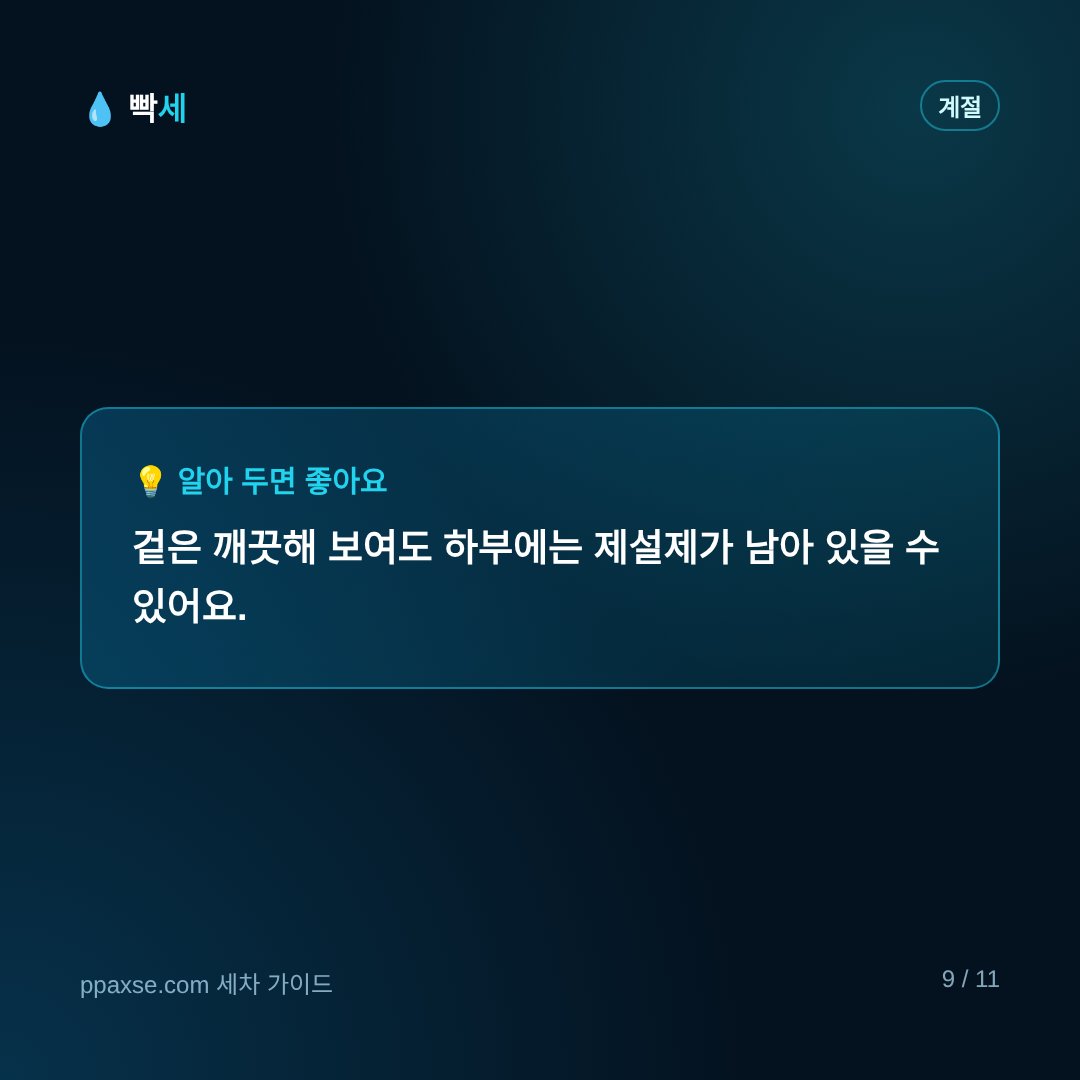 💧 빡세
계절
💡 알아 두면 좋아요
겉은 깨끗해 보여도 하부에는 제설제가 남아 있을 수
있어요.
ppaxse.com 세차 가이드
9 / 11